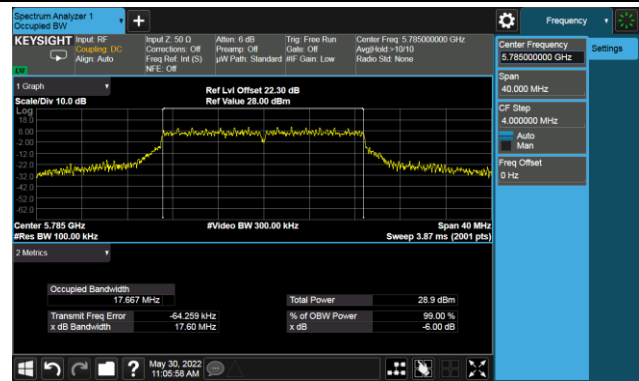 Spectrum Analyzer 1
Occupied BW
+
Frequency
KEYSIGHT
Input: RF
Coupling: DC
Align: Auto
Input Z: 50 Ω
Corrections: Off
Freq Ref: Int (S)
NFE: Off
Atten: 6 dB
Preamp: Off
µW Path: Standard
Trig: Free Run
Gate: Off
#IF Gain: Low
Center Freq: 5.785000000 GHz
Avg|Hold:>10/10
Radio Std: None
Center Frequency
5.785000000 GHz
Settings
Span
40.000 MHz
CF Step
4.000000 MHz
Auto
Man
Freq Offset
0 Hz
1 Graph
Scale/Div 10.0 dB
Ref Lvl Offset 22.30 dB
Ref Value 28.00 dBm
Log
18.0
8.00
-2.00
-12.0
-22.0
-32.0
-42.0
-52.0
-62.0
Center 5.785 GHz
#Video BW 300.00 kHz
Span 40 MHz
#Res BW 100.00 kHz
Sweep 3.87 ms (2001 pts)
2 Metrics
Occupied Bandwidth
17.667 MHz
Total Power
28.9 dBm
Transmit Freq Error
-64.259 kHz
% of OBW Power
99.00 %
x dB Bandwidth
17.60 MHz
x dB
-6.00 dB
?
May 30, 2022
11:05:58 AM